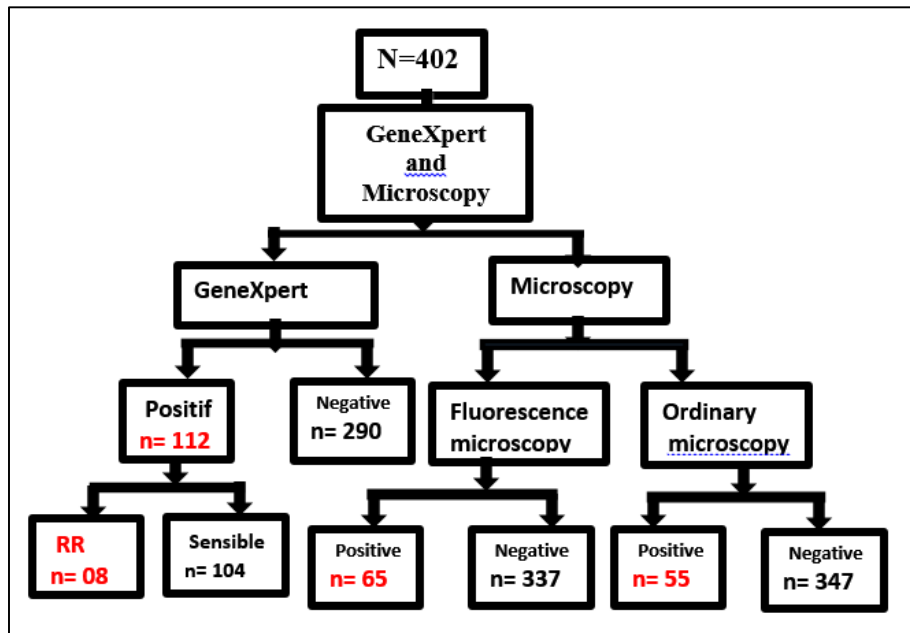 N=402
GeneXpert
and
Microscopy
GeneXpert
Microscopy
Positif
n= 112
Negative
n= 290
Fluorescence
microscopy
Ordinary
microscopy
RR
n= 08
Sensible
n= 104
Positive
n= 65
Negative
n= 337
Positive
n= 55
Negative
n= 347